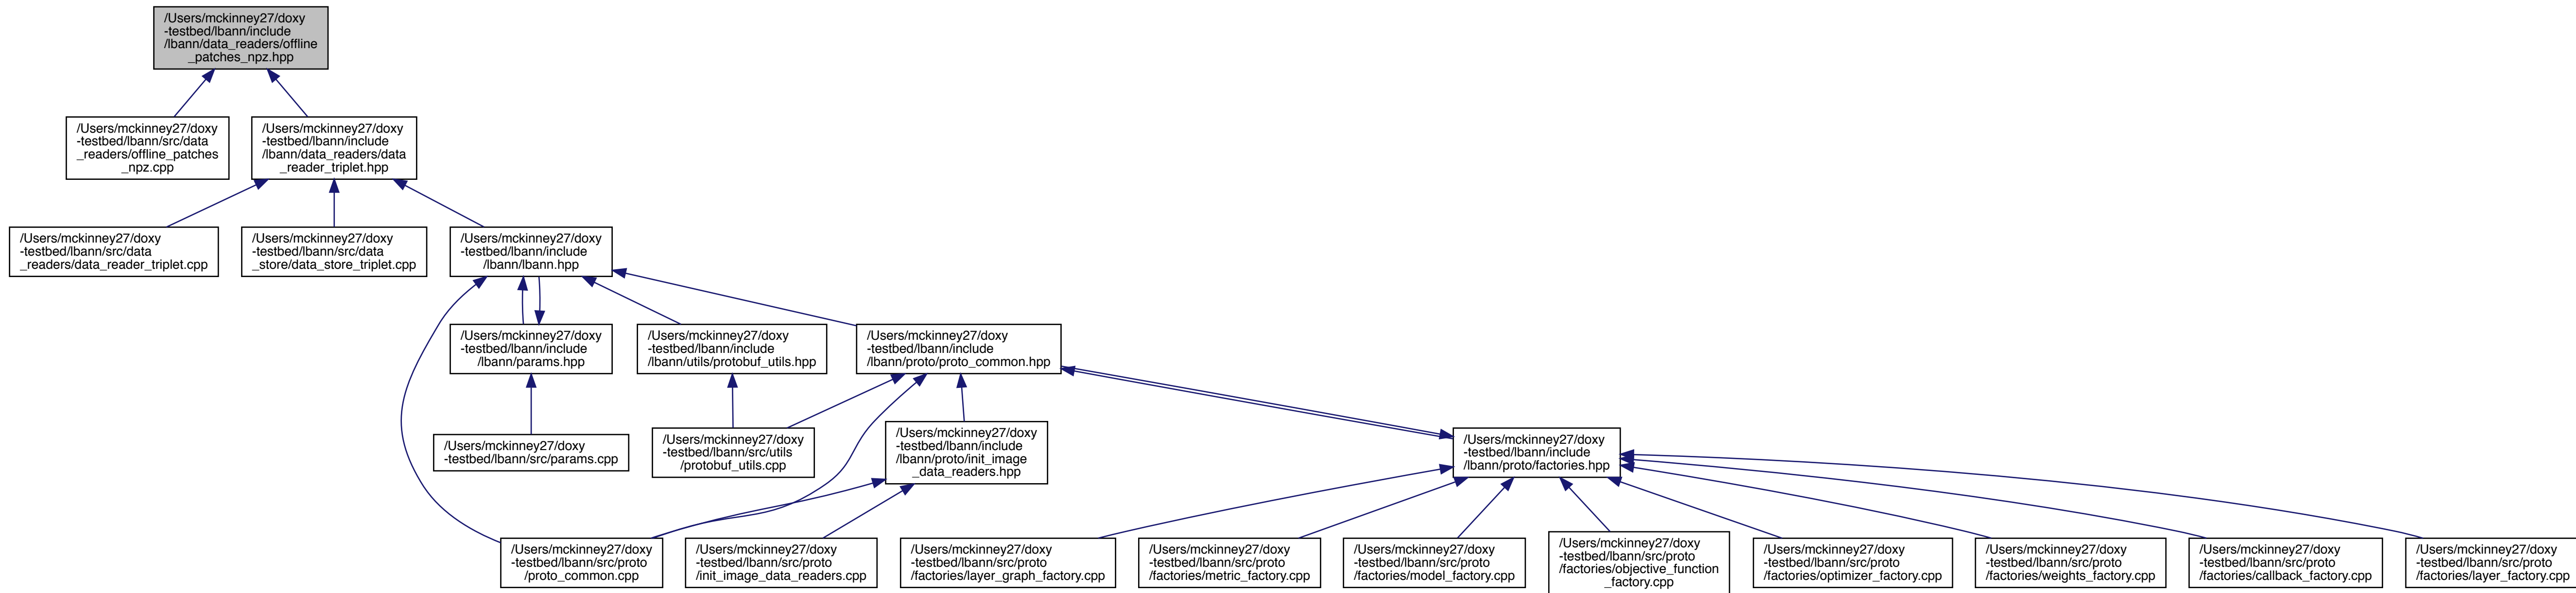 /Users/mckinney27/doxy
-testbed/lbann/include
/lbann/data_readers/offline
_patches_npz.hpp
/Users/mckinney27/doxy
-testbed/lbann/src/data
_readers/offline_patches
_npz.cpp
/Users/mckinney27/doxy
-testbed/lbann/include
/lbann/data_readers/data
_reader_triplet.hpp
/Users/mckinney27/doxy
-testbed/lbann/src/data
_readers/data_reader_triplet.cpp
/Users/mckinney27/doxy
-testbed/lbann/src/data
_store/data_store_triplet.cpp
/Users/mckinney27/doxy
-testbed/lbann/include
/lbann/lbann.hpp
/Users/mckinney27/doxy
-testbed/lbann/include
/lbann/params.hpp
/Users/mckinney27/doxy
-testbed/lbann/include
/lbann/utils/protobuf_utils.hpp
/Users/mckinney27/doxy
-testbed/lbann/include
/lbann/proto/proto_common.hpp
/Users/mckinney27/doxy
-testbed/lbann/src/params.cpp
/Users/mckinney27/doxy
-testbed/lbann/src/utils
/protobuf_utils.cpp
/Users/mckinney27/doxy
-testbed/lbann/include
/lbann/proto/init_image
_data_readers.hpp
/Users/mckinney27/doxy
-testbed/lbann/include
/lbann/proto/factories.hpp
/Users/mckinney27/doxy
-testbed/lbann/src/proto
/proto_common.cpp
/Users/mckinney27/doxy
-testbed/lbann/src/proto
/init_image_data_readers.cpp
/Users/mckinney27/doxy
-testbed/lbann/src/proto
/factories/layer_graph_factory.cpp
/Users/mckinney27/doxy
-testbed/lbann/src/proto
/factories/metric_factory.cpp
/Users/mckinney27/doxy
-testbed/lbann/src/proto
/factories/model_factory.cpp
/Users/mckinney27/doxy
-testbed/lbann/src/proto
/factories/objective_function
_factory.cpp
/Users/mckinney27/doxy
-testbed/lbann/src/proto
/factories/optimizer_factory.cpp
/Users/mckinney27/doxy
-testbed/lbann/src/proto
/factories/weights_factory.cpp
/Users/mckinney27/doxy
-testbed/lbann/src/proto
/factories/callback_factory.cpp
/Users/mckinney27/doxy
-testbed/lbann/src/proto
/factories/layer_factory.cpp